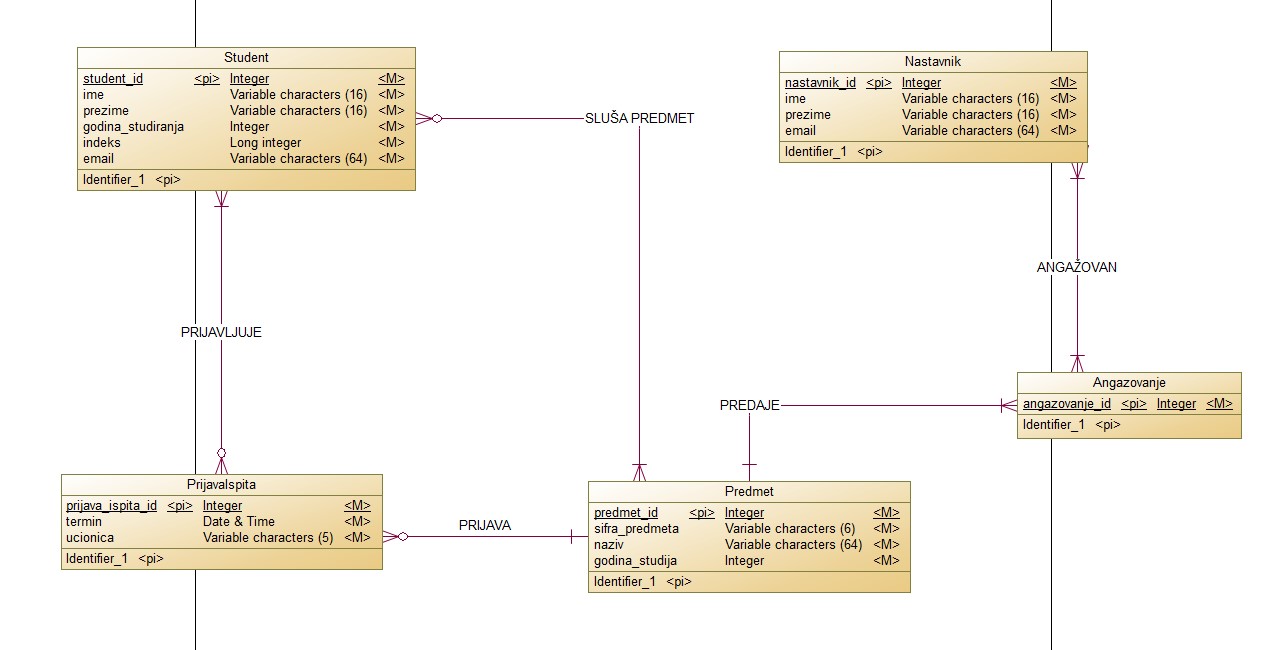 Student
student_id <pi> Integer <M>
ime Variable characters (16) <M>
prezime Variable characters (16) <M>
godina_studiranja Integer <M>
indeks Long integer <M>
email Variable characters (64) <M>
Identifier_1 <pi>
Nastavnik
nastavnik_id <pi> Integer <M>
ime Variable characters (16) <M>
prezime Variable characters (16) <M>
email Variable characters (64) <M>
Identifier_1 <pi>
SLUŠA PREDMET
ANGAŽOVAN
PRIJAVLJUJE
PREDAJE
Angazovanje
angazovanje_id <pi> Integer <M>
Identifier_1 <pi>
PrijavaIspita
prijava_ispita_id <pi> Integer <M>
termin Date & Time <M>
ucionica Variable characters (5) <M>
Identifier_1 <pi>
PRIJAVA
Predmet
predmet_id <pi> Integer <M>
sifra_predmeta Variable characters (6) <M>
naziv Variable characters (64) <M>
godina_studija Integer <M>
Identifier_1 <pi>